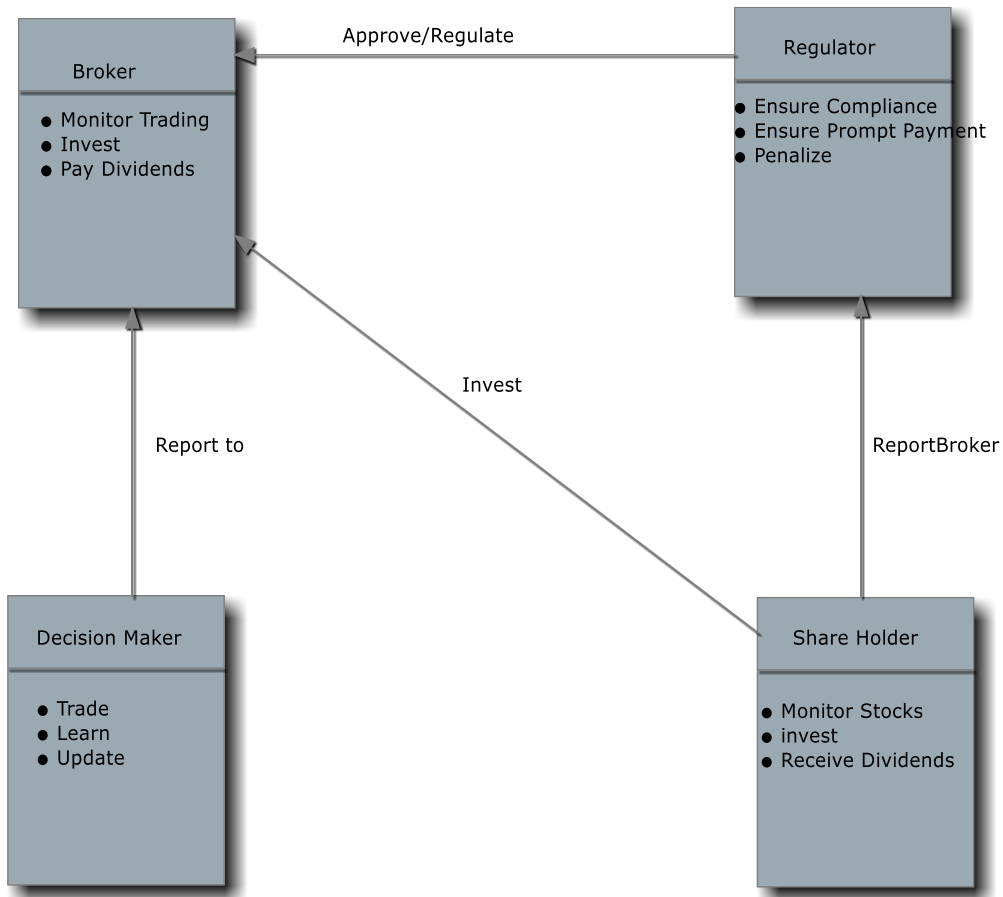 Approve/Regulate
Broker
● Monitor Trading
● Invest
● Pay Dividends
Regulator
● Ensure Compliance
● Ensure Prompt Payment
● Penalize
Invest
Report to
ReportBroker
Decision Maker
● Trade
● Learn
● Update
Share Holder
● Monitor Stocks
● invest
● Receive Dividends